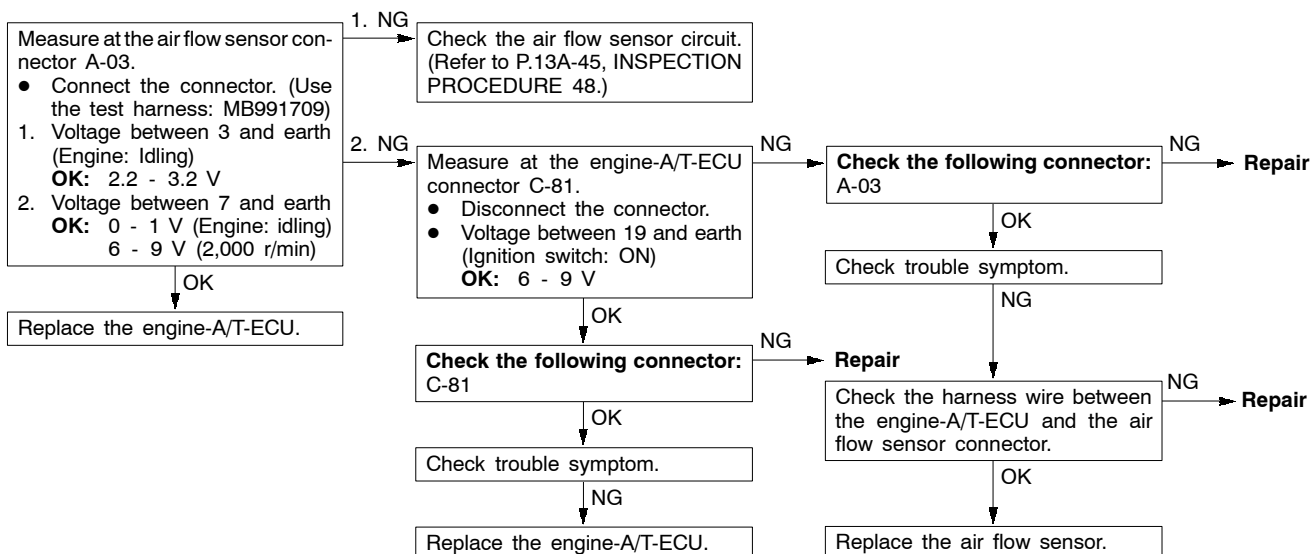 Measure at the air flow sensor con-
nector A-03.
● Connect the connector. (Use
the test harness: MB991709)
1. Voltage between 3 and earth
(Engine: Idling)
OK: 2.2 - 3.2 V
2. Voltage between 7 and earth
OK: 0 - 1 V (Engine: idling)
6 - 9 V (2,000 r/min)
OK
Replace the engine-A/T-ECU.
1. NG
Check the air flow sensor circuit.
(Refer to P.13A-45, INSPECTION
PROCEDURE 48.)
2. NG
Measure at the engine-A/T-ECU
connector C-81.
● Disconnect the connector.
● Voltage between 19 and earth
(Ignition switch: ON)
OK: 6 - 9 V
OK
Check the following connector:
C-81
NG
Repair
OK
Check trouble symptom.
NG
Replace the engine-A/T-ECU.
NG
Check the following connector:
A-03
NG
Repair
OK
Check trouble symptom.
NG
Check the harness wire between
the engine-A/T-ECU and the air
flow sensor connector.
NG
Repair
OK
Replace the air flow sensor.